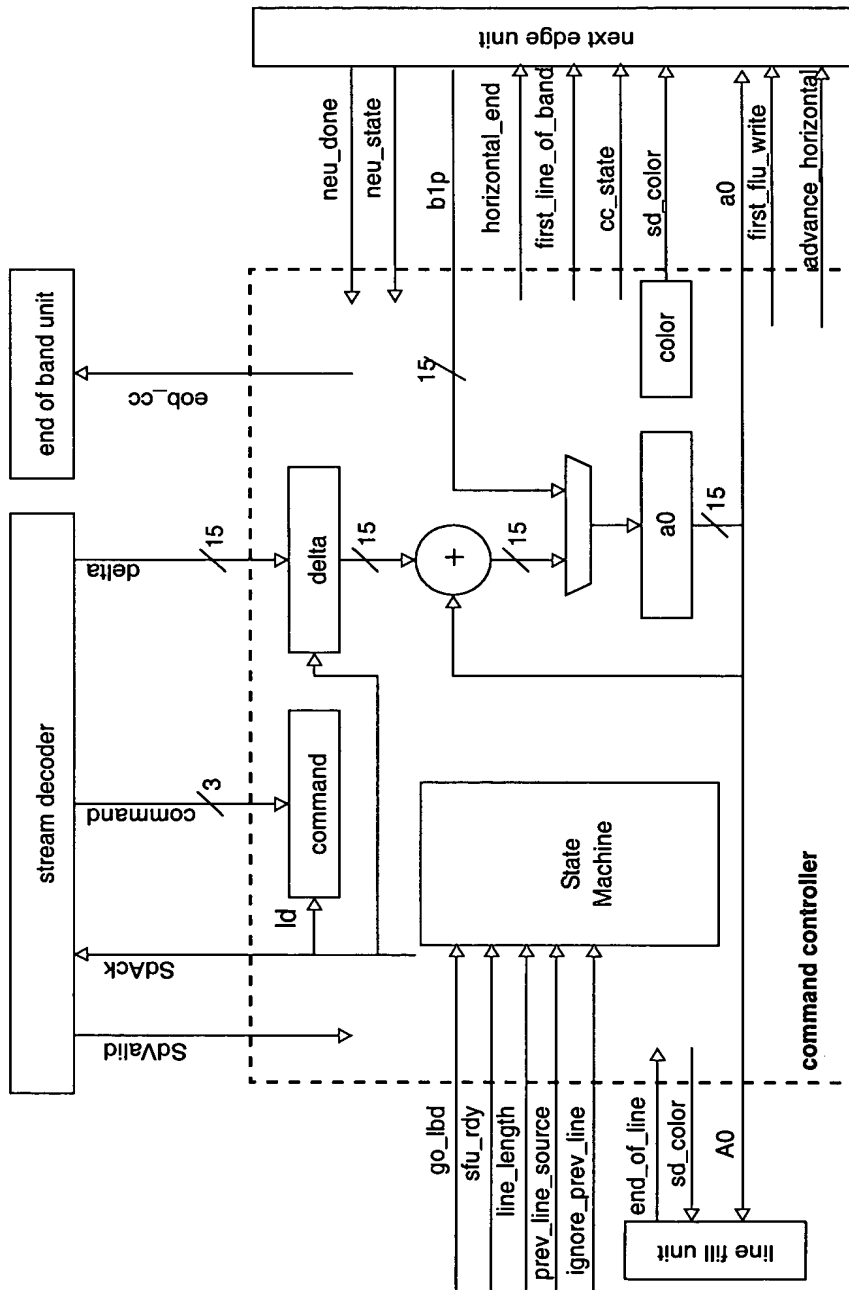 stream decoder
end of band unit
SdValid
SdAck
command
3
delta
15
eob_cc
neu_done
neu_state
next edge unit
ld
command
delta
15
15
b1p
+
15
horizontal_end
first_line_of_band
cc_state
sd_color
color
a0
15
a0
first_flu_write
advance_horizontal
State
Machine
go_lbd
sfu_rdy
line_length
prev_line_source
ignore_prev_line
end_of_line
sd_color
A0
line fill unit
command controller